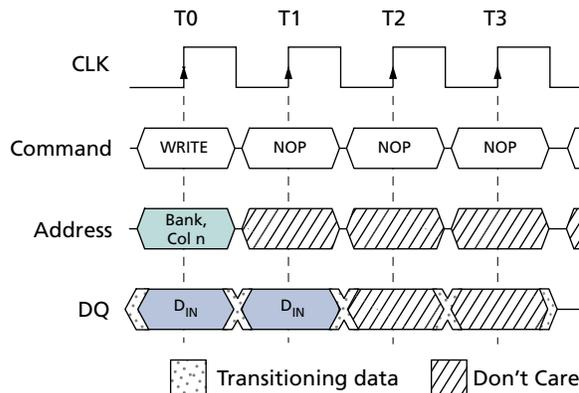 T0 T1 T2 T3
CLK
Command WRITE NOP NOP NOP
Address Bank,
Col n
DQ DIN DIN
Transitioning data Don't Care